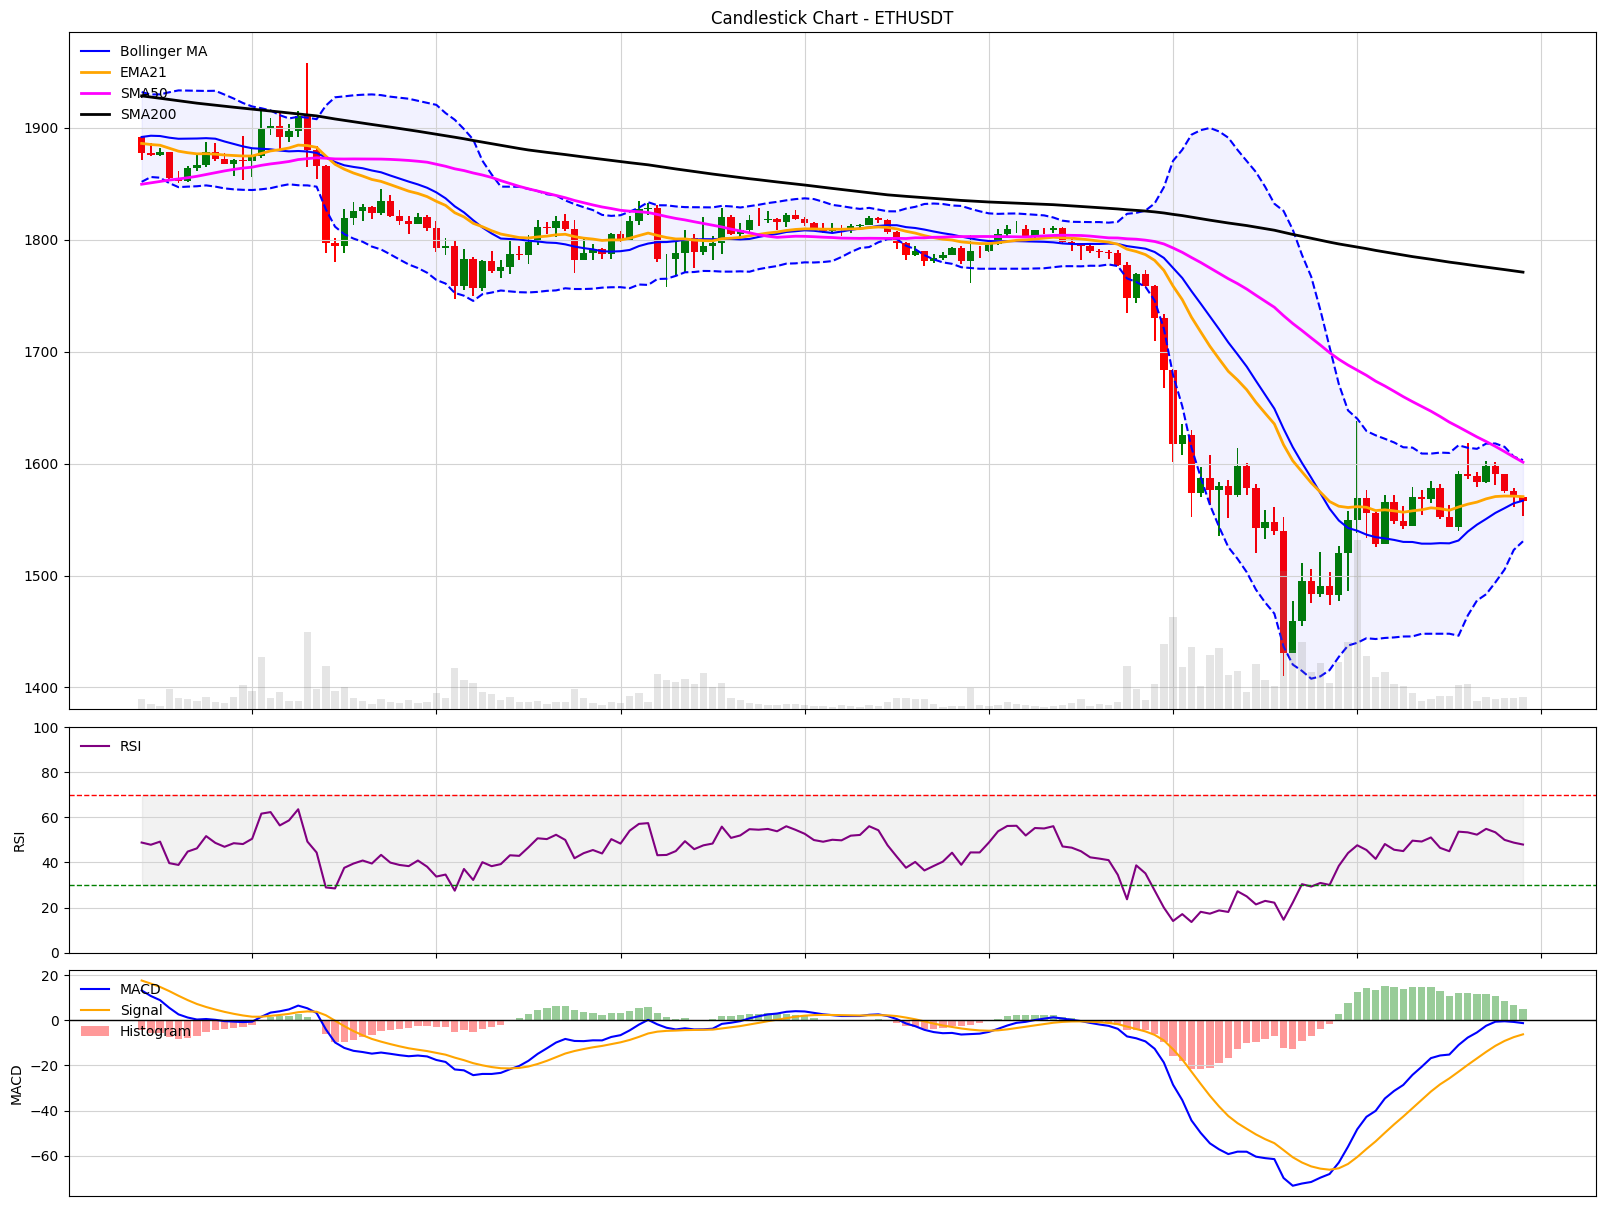 Candlestick Chart - ETHUSDT
Bollinger MA
EMA21
SMA50
SMA200
1900
1800
1700
1600
1500
1400
RSI
100
80
60
40
20
0
RSI
MACD
Signal
Histogram
20
0
−20
−40
−60
MACD